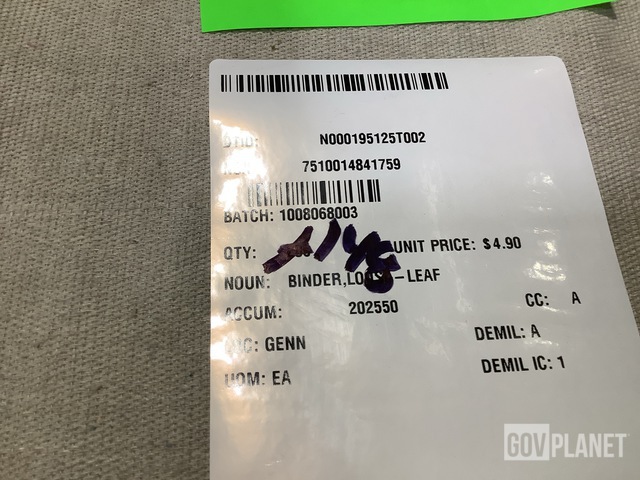 DTID: N000195125T002
7510014841759
BATCH: 1008068003
QTY: UNIT PRICE: $4.90
NOUN: BINDER,LOOSE-LEAF
ACCUM: 202550 CC: A
GENN DEMIL: A
UOM: EA DEMIL IC: 1
GOVPLANET